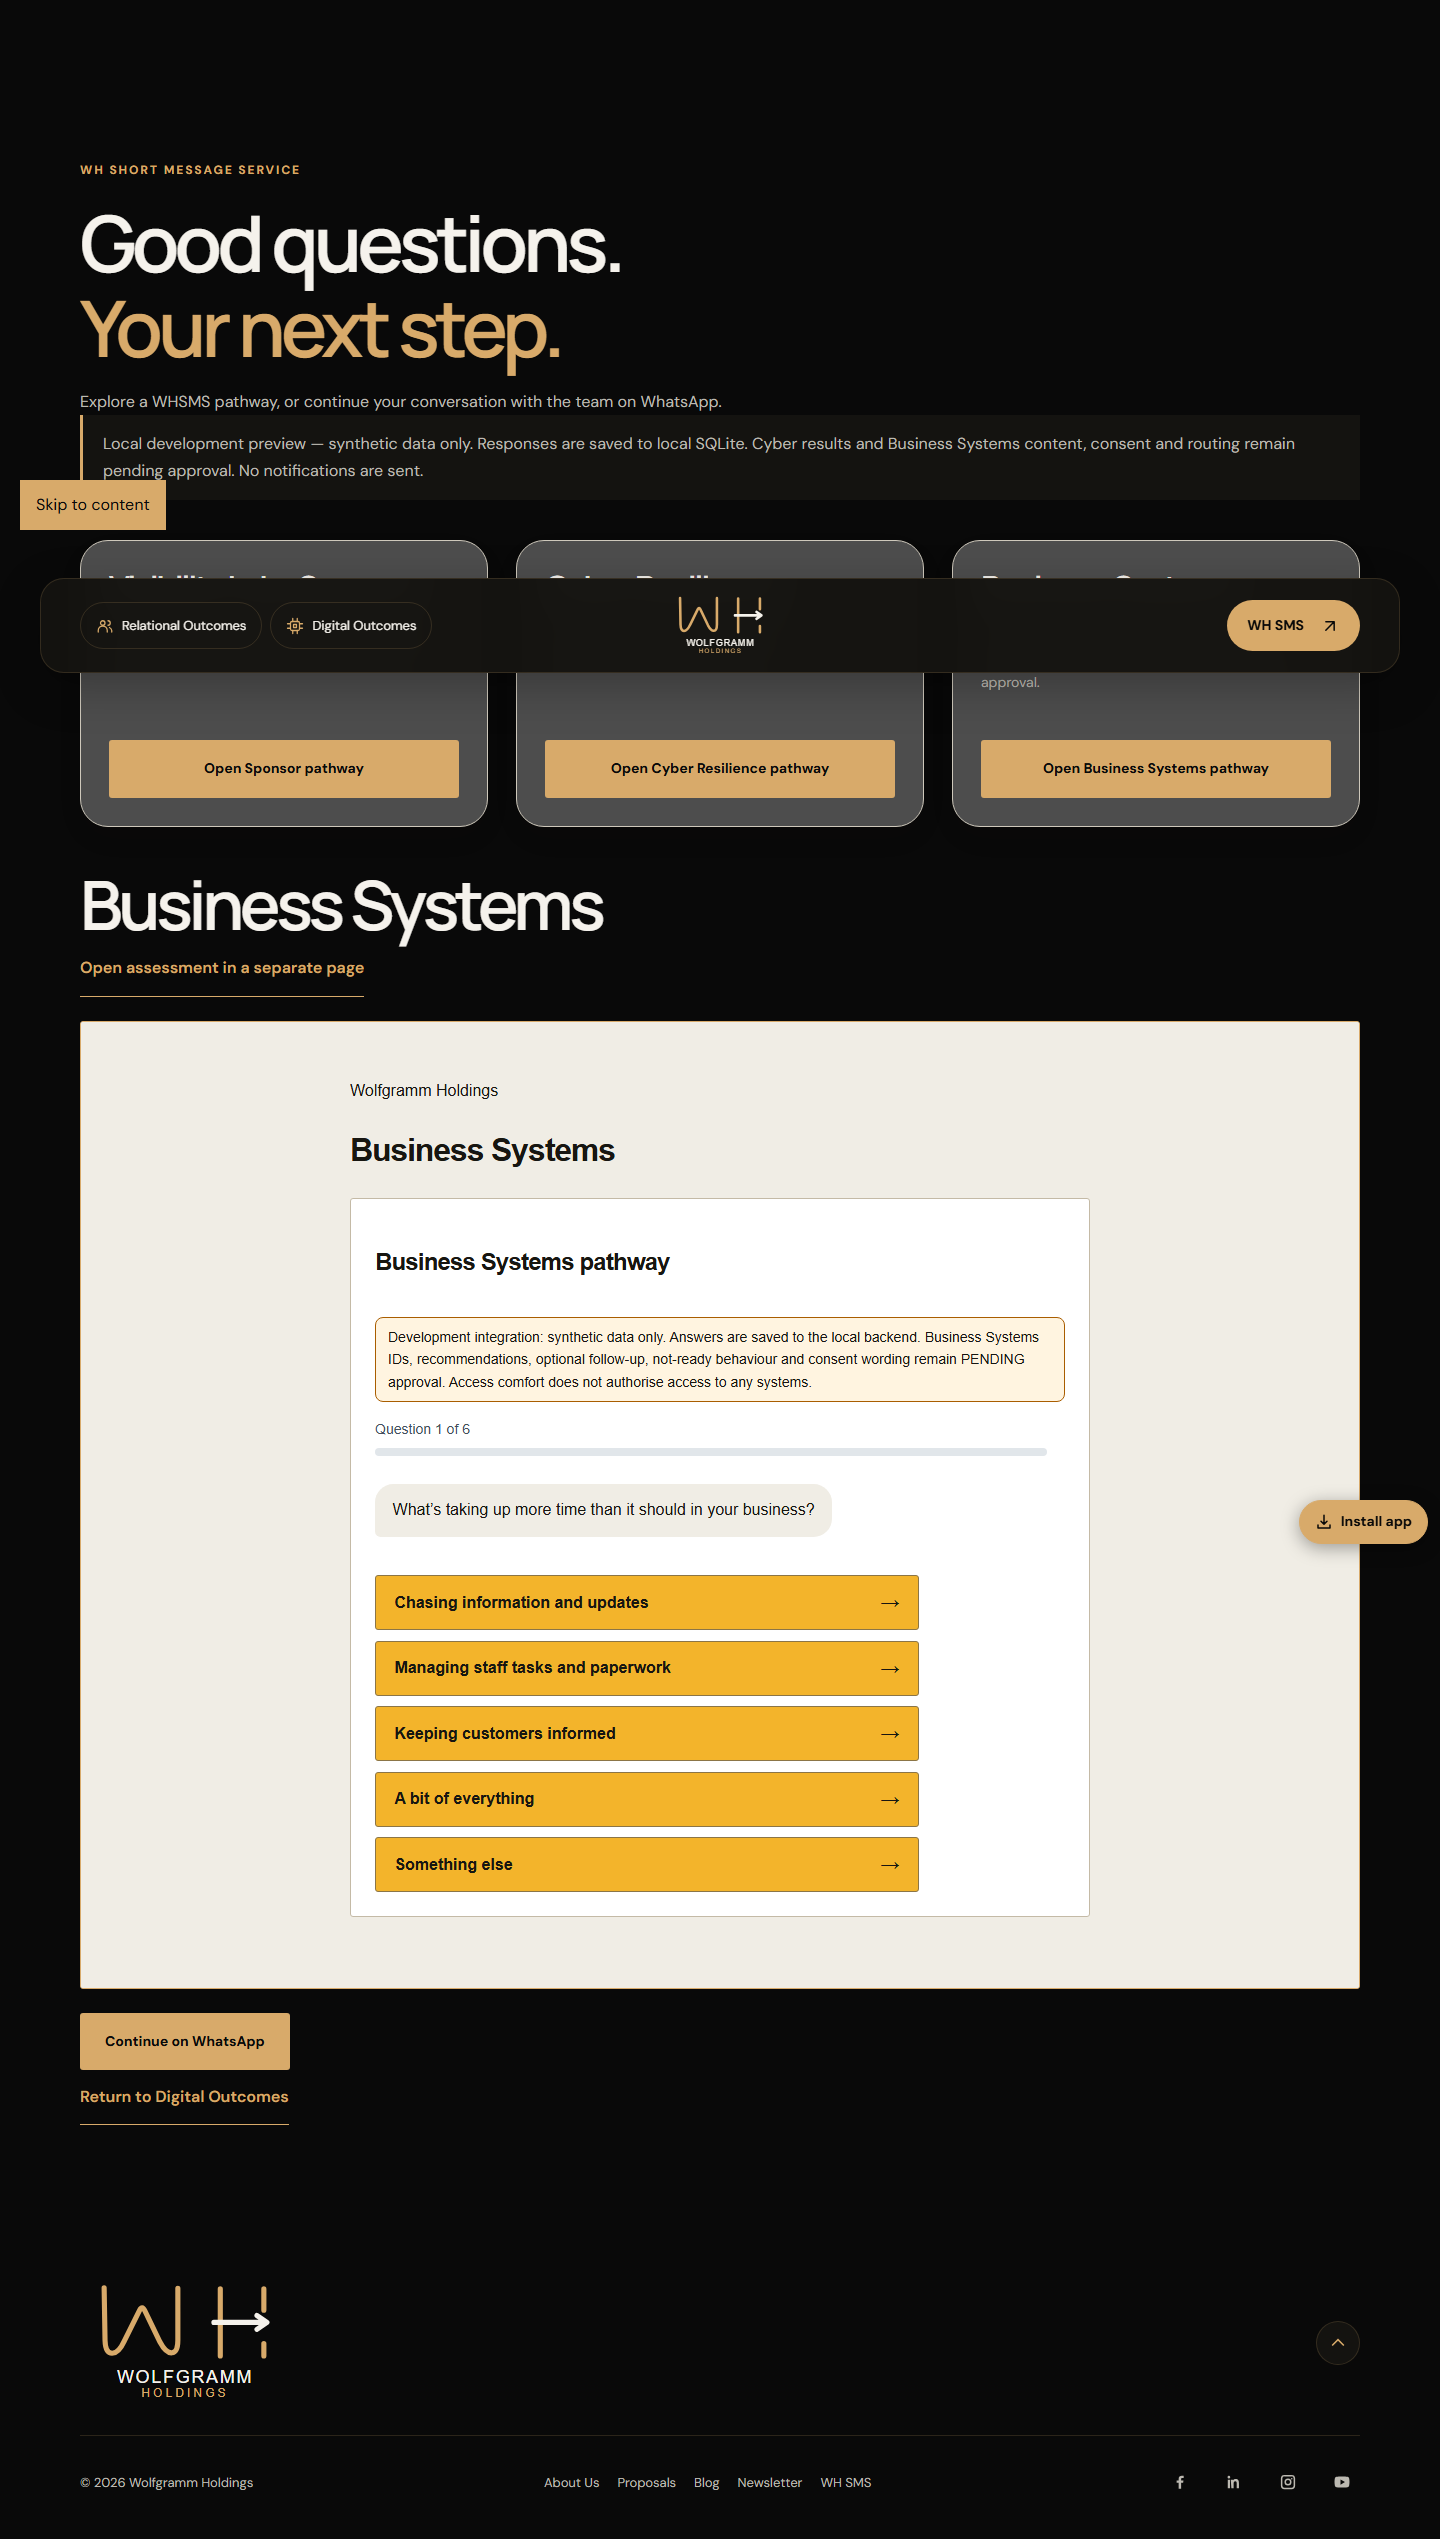 WH SHORT MESSAGE SERVICE
Good questions.
Your next step.
Explore a WHSMS pathway, or continue your conversation with the team on WhatsApp.
Local development preview — synthetic data only. Responses are saved to local SQLite. Cyber results and Business Systems content, consent and routing remain
pending approval. No notifications are sent.
Skip to content
Relational Outcomes
Digital Outcomes
WOLFGRAMM
HOLDINGS
WH SMS
approval.
Open Sponsor pathway
Open Cyber Resilience pathway
Open Business Systems pathway
Business Systems
Open assessment in a separate page
Wolfgramm Holdings
Business Systems
Business Systems pathway
Development integration: synthetic data only. Answers are saved to the local backend. Business Systems
IDs, recommendations, optional follow-up, not-ready behaviour and consent wording remain PENDING
approval. Access comfort does not authorise access to any systems.
Question 1 of 6
What's taking up more time than it should in your business?
Install app
Chasing information and updates →
Managing staff tasks and paperwork →
Keeping customers informed →
A bit of everything →
Something else →
Continue on WhatsApp
Return to Digital Outcomes
WH
WOLFGRAMM
HOLDINGS
© 2026 Wolfgramm Holdings
About Us Proposals Blog Newsletter WH SMS